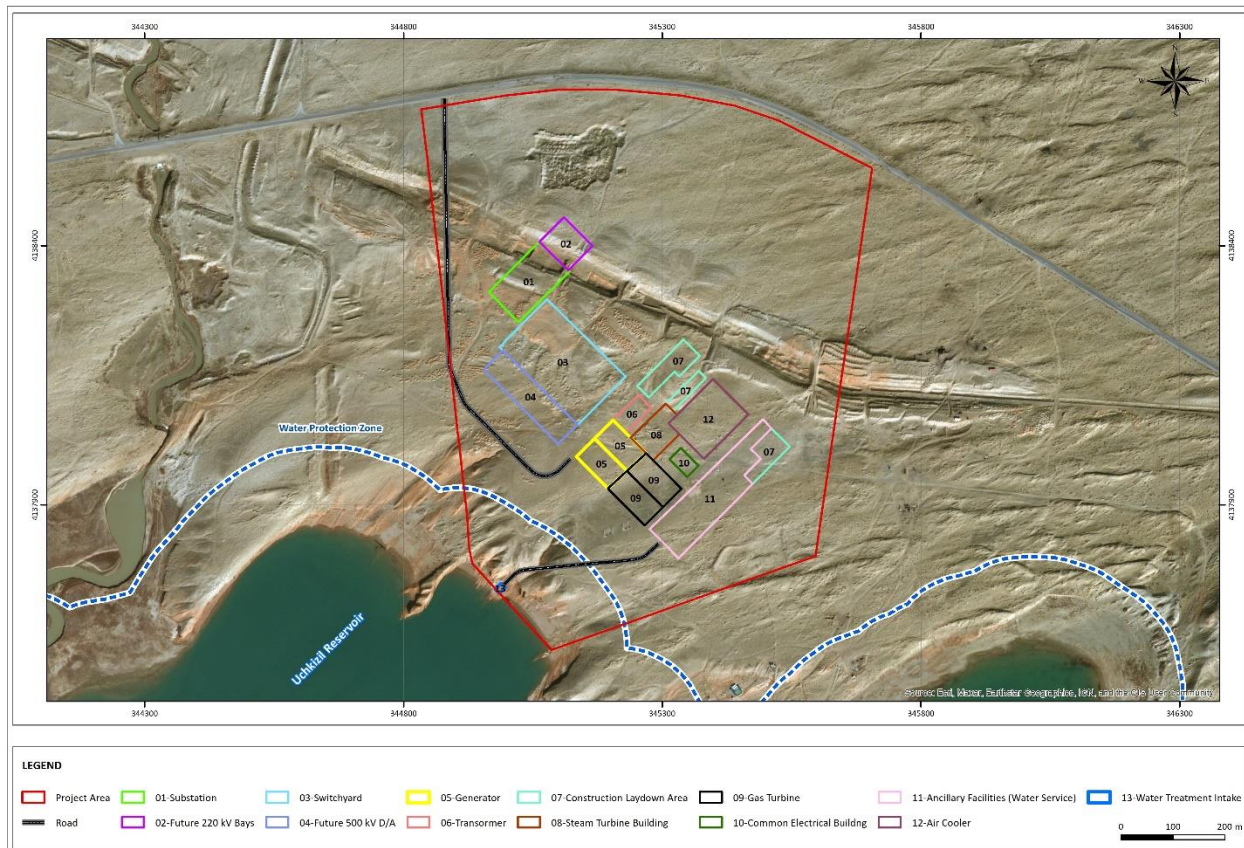 344300 344800 345300 345800 346300
N
W E
S
4138400 4138400
02
01
03
07
04
07
06
12
05 08
07
05 10
09
09 11
Water Protection Zone
4137900 4137900
13
Uchkizil Reservoir
Source: Esri, Maxar, Earthstar Geographics, IGN, and the GIS User Community
344300 344800 345300 345800 346300
LEGEND
Project Area 01-Substation 03-Switchyard 05-Generator 07-Construction Laydown Area 09-Gas Turbine 11-Ancillary Facilities (Water Service) 13-Water Treatment Intake
Road 02-Future 220 kV Bays 04-Future 500 kV D/A 06-Transormer 08-Steam Turbine Building 10-Common Electrical Buildng 12-Air Cooler
0 100 200 m